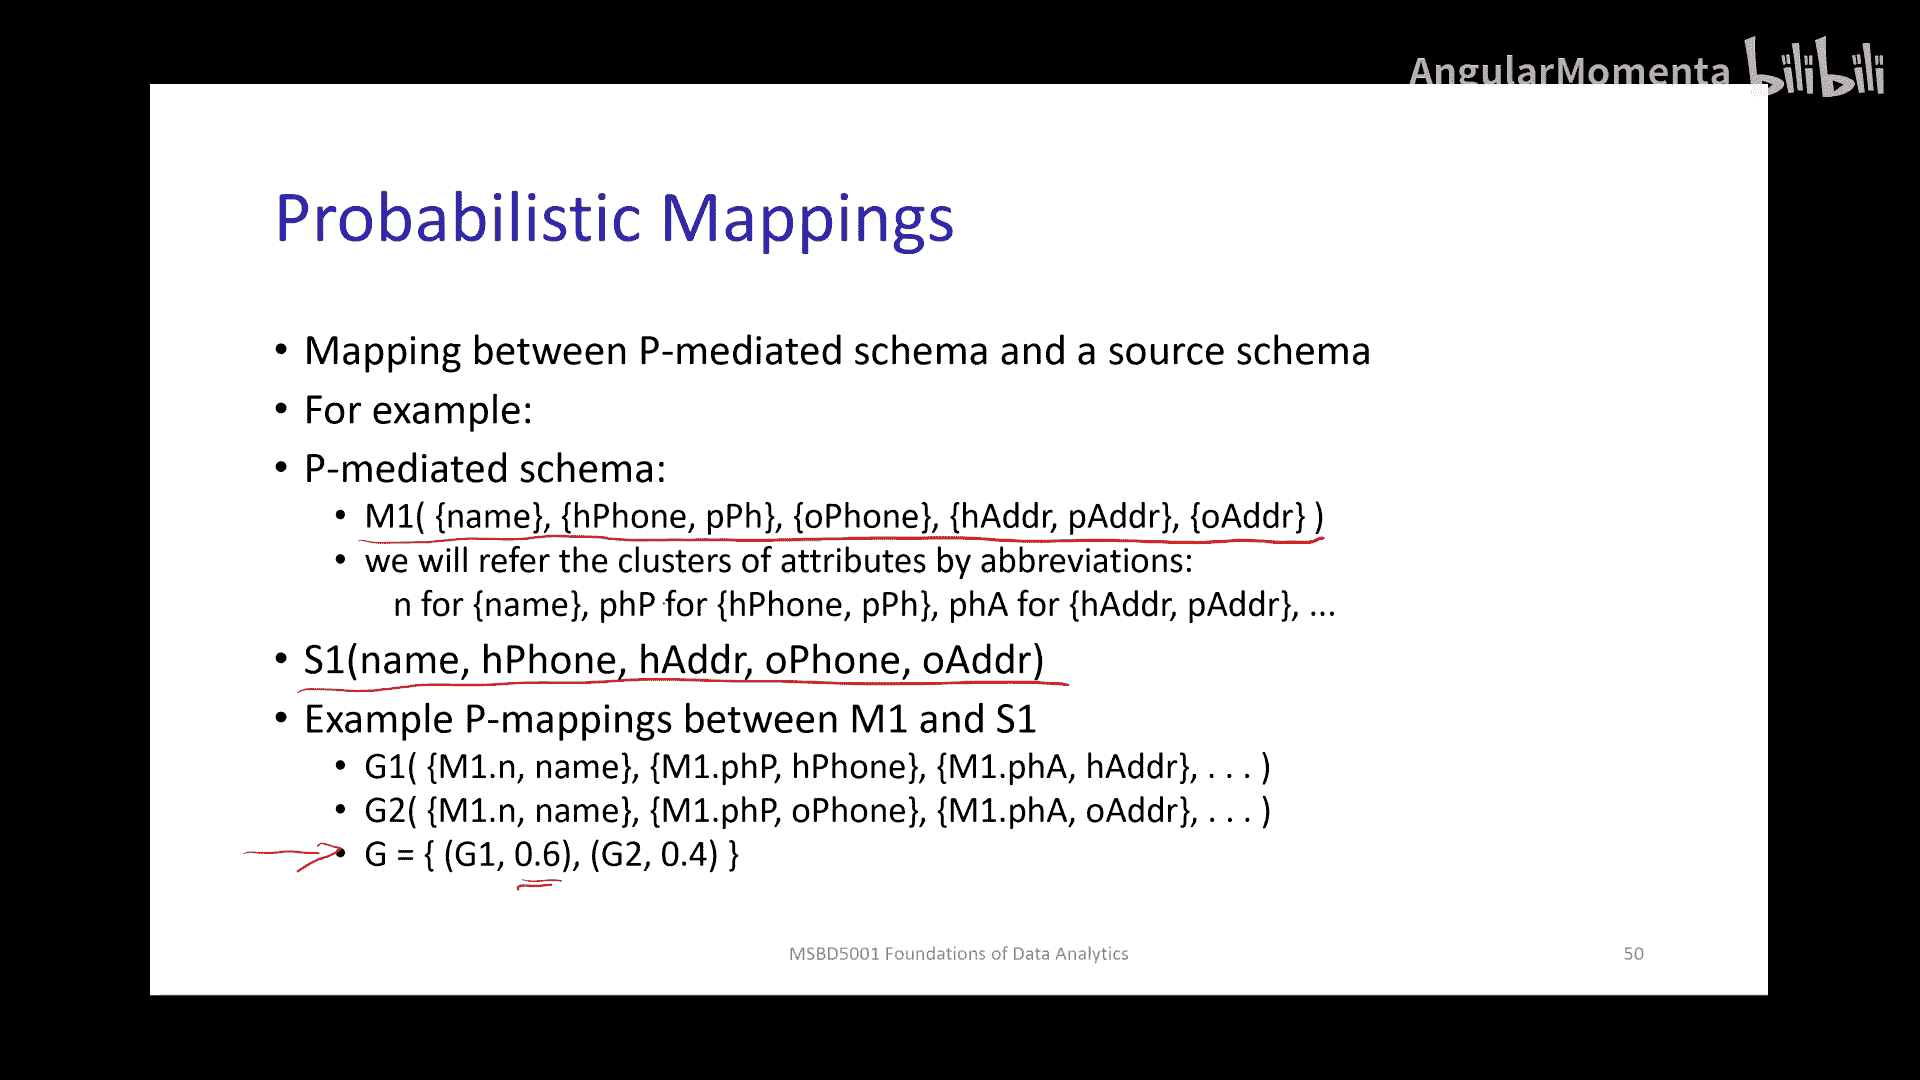 AngularMomenta bilibili
Probabilistic Mappings
• Mapping between P-mediated schema and a source schema
• For example:
• P-mediated schema:
• M1( {name}, {hPhone, pPh}, {oPhone}, {hAddr, pAddr}, {oAddr} )
• we will refer the clusters of attributes by abbreviations:
n for {name}, phP for {hPhone, pPh}, phA for {hAddr, pAddr}, ...
• S1(name, hPhone, hAddr, oPhone, oAddr)
• Example P-mappings between M1 and S1
• G1( {M1.n, name}, {M1.phP, hPhone}, {M1.phA, hAddr}, . . . )
• G2( {M1.n, name}, {M1.phP, oPhone}, {M1.phA, oAddr}, . . . )
• G = { (G1, 0.6), (G2, 0.4) }
MSBD5001 Foundations of Data Analytics
50